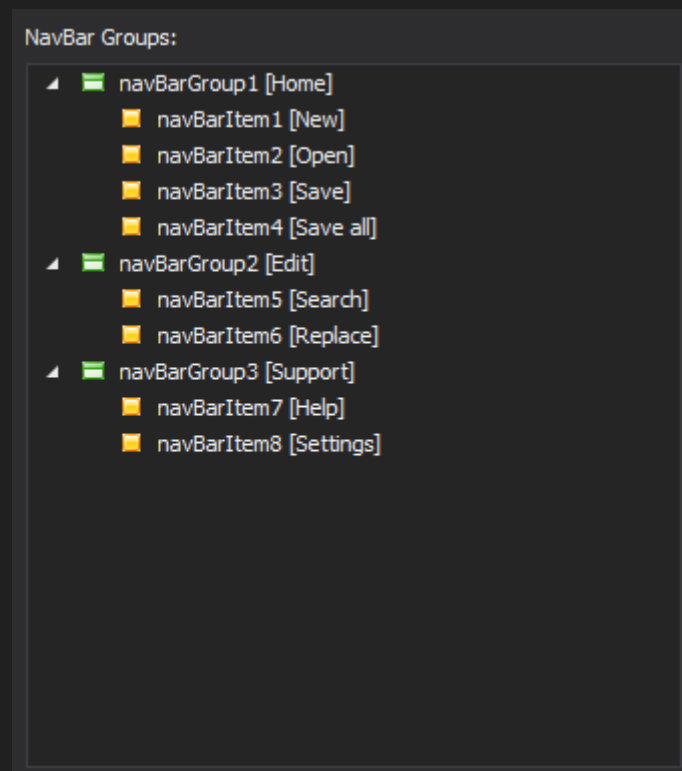 NavBar Groups:
navBarGroup1 [Home]
navBarItem1 [New]
navBarItem2 [Open]
navBarItem3 [Save]
navBarItem4 [Save all]
navBarGroup2 [Edit]
navBarItem5 [Search]
navBarItem6 [Replace]
navBarGroup3 [Support]
navBarItem7 [Help]
navBarItem8 [Settings]